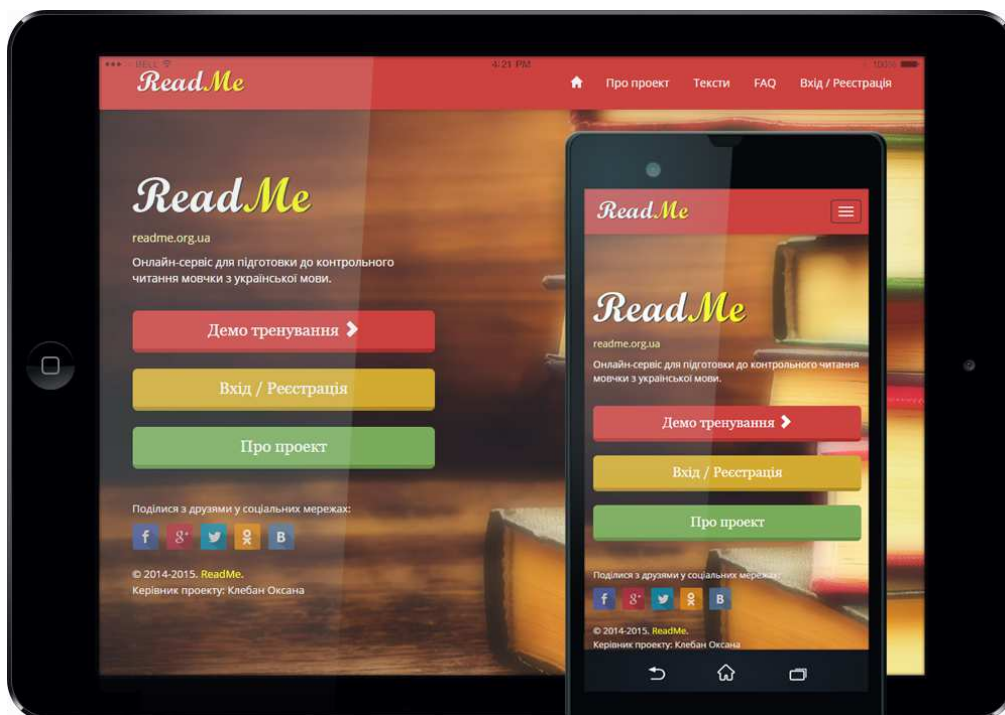 BELL
4:21 PM
100%
ReadMe
Про проект
Тексти
FAQ
Вхід / Реєстрація
ReadMe
readme.org.ua
Онлайн-сервіс для підготовки до контрольного
читання мовчки з української мови.
Демо тренування
Вхід / Реєстрація
Про проект
Поділися з друзями у соціальних мережах:
© 2014-2015. ReadMe.
Керівник проекту: Клебан Оксана
ReadMe
ReadMe
readme.org.ua
Онлайн-сервіс для підготовки до контрольного читання
мовчки з української мови.
Демо тренування
Вхід / Реєстрація
Про проект
Поділися з друзями у соціальних мережах:
© 2014-2015. ReadMe.
Керівник проекту: Клебан Оксана